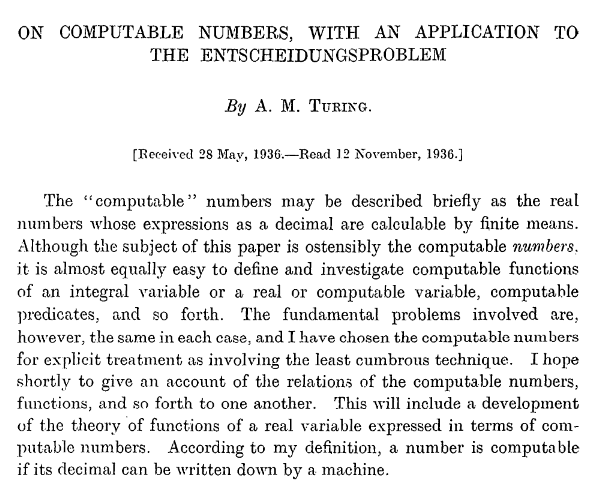 ON COMPUTABLE NUMBERS, WITH AN APPLICATION TO
THE ENTSCHEIDUNGSPROBLEM
By A. M. TURING.
[Received 28 May, 1936.—Read 12 November, 1936.]
The "computable" numbers may be described briefly as the real
numbers whose expressions as a decimal are calculable by finite means.
Although the subject of this paper is ostensibly the computable numbers.
it is almost equally easy to define and investigate computable functions
of an integral variable or a real or computable variable, computable
predicates, and so forth. The fundamental problems involved are,
however, the same in each case, and I have chosen the computable numbers
for explicit treatment as involving the least cumbrous technique. I hope
shortly to give an account of the relations of the computable numbers,
functions, and so forth to one another. This will include a development
of the theory of functions of a real variable expressed in terms of com-
putable numbers. According to my definition, a number is computable
if its decimal can be written down by a machine.